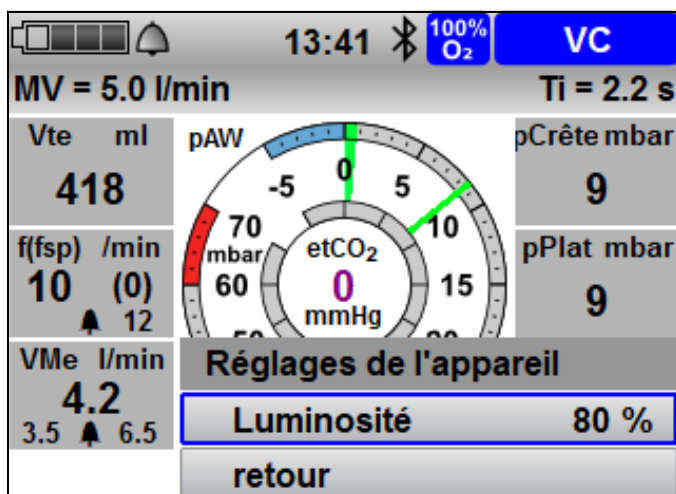 13:41 100% O₂ VC
MV = 5.0 l/min Ti = 2.2 s
Vte ml
418
f(fsp) /min
10 (0)
12
VMe l/min
4.2
3.5 6.5
pAW
0
-5 5
70 10
mbar
60 15
etCO₂
0
mmHg
50 20
pCrête mbar
9
pPlat mbar
9
Réglages de l'appareil
Luminosité 80 %
retour